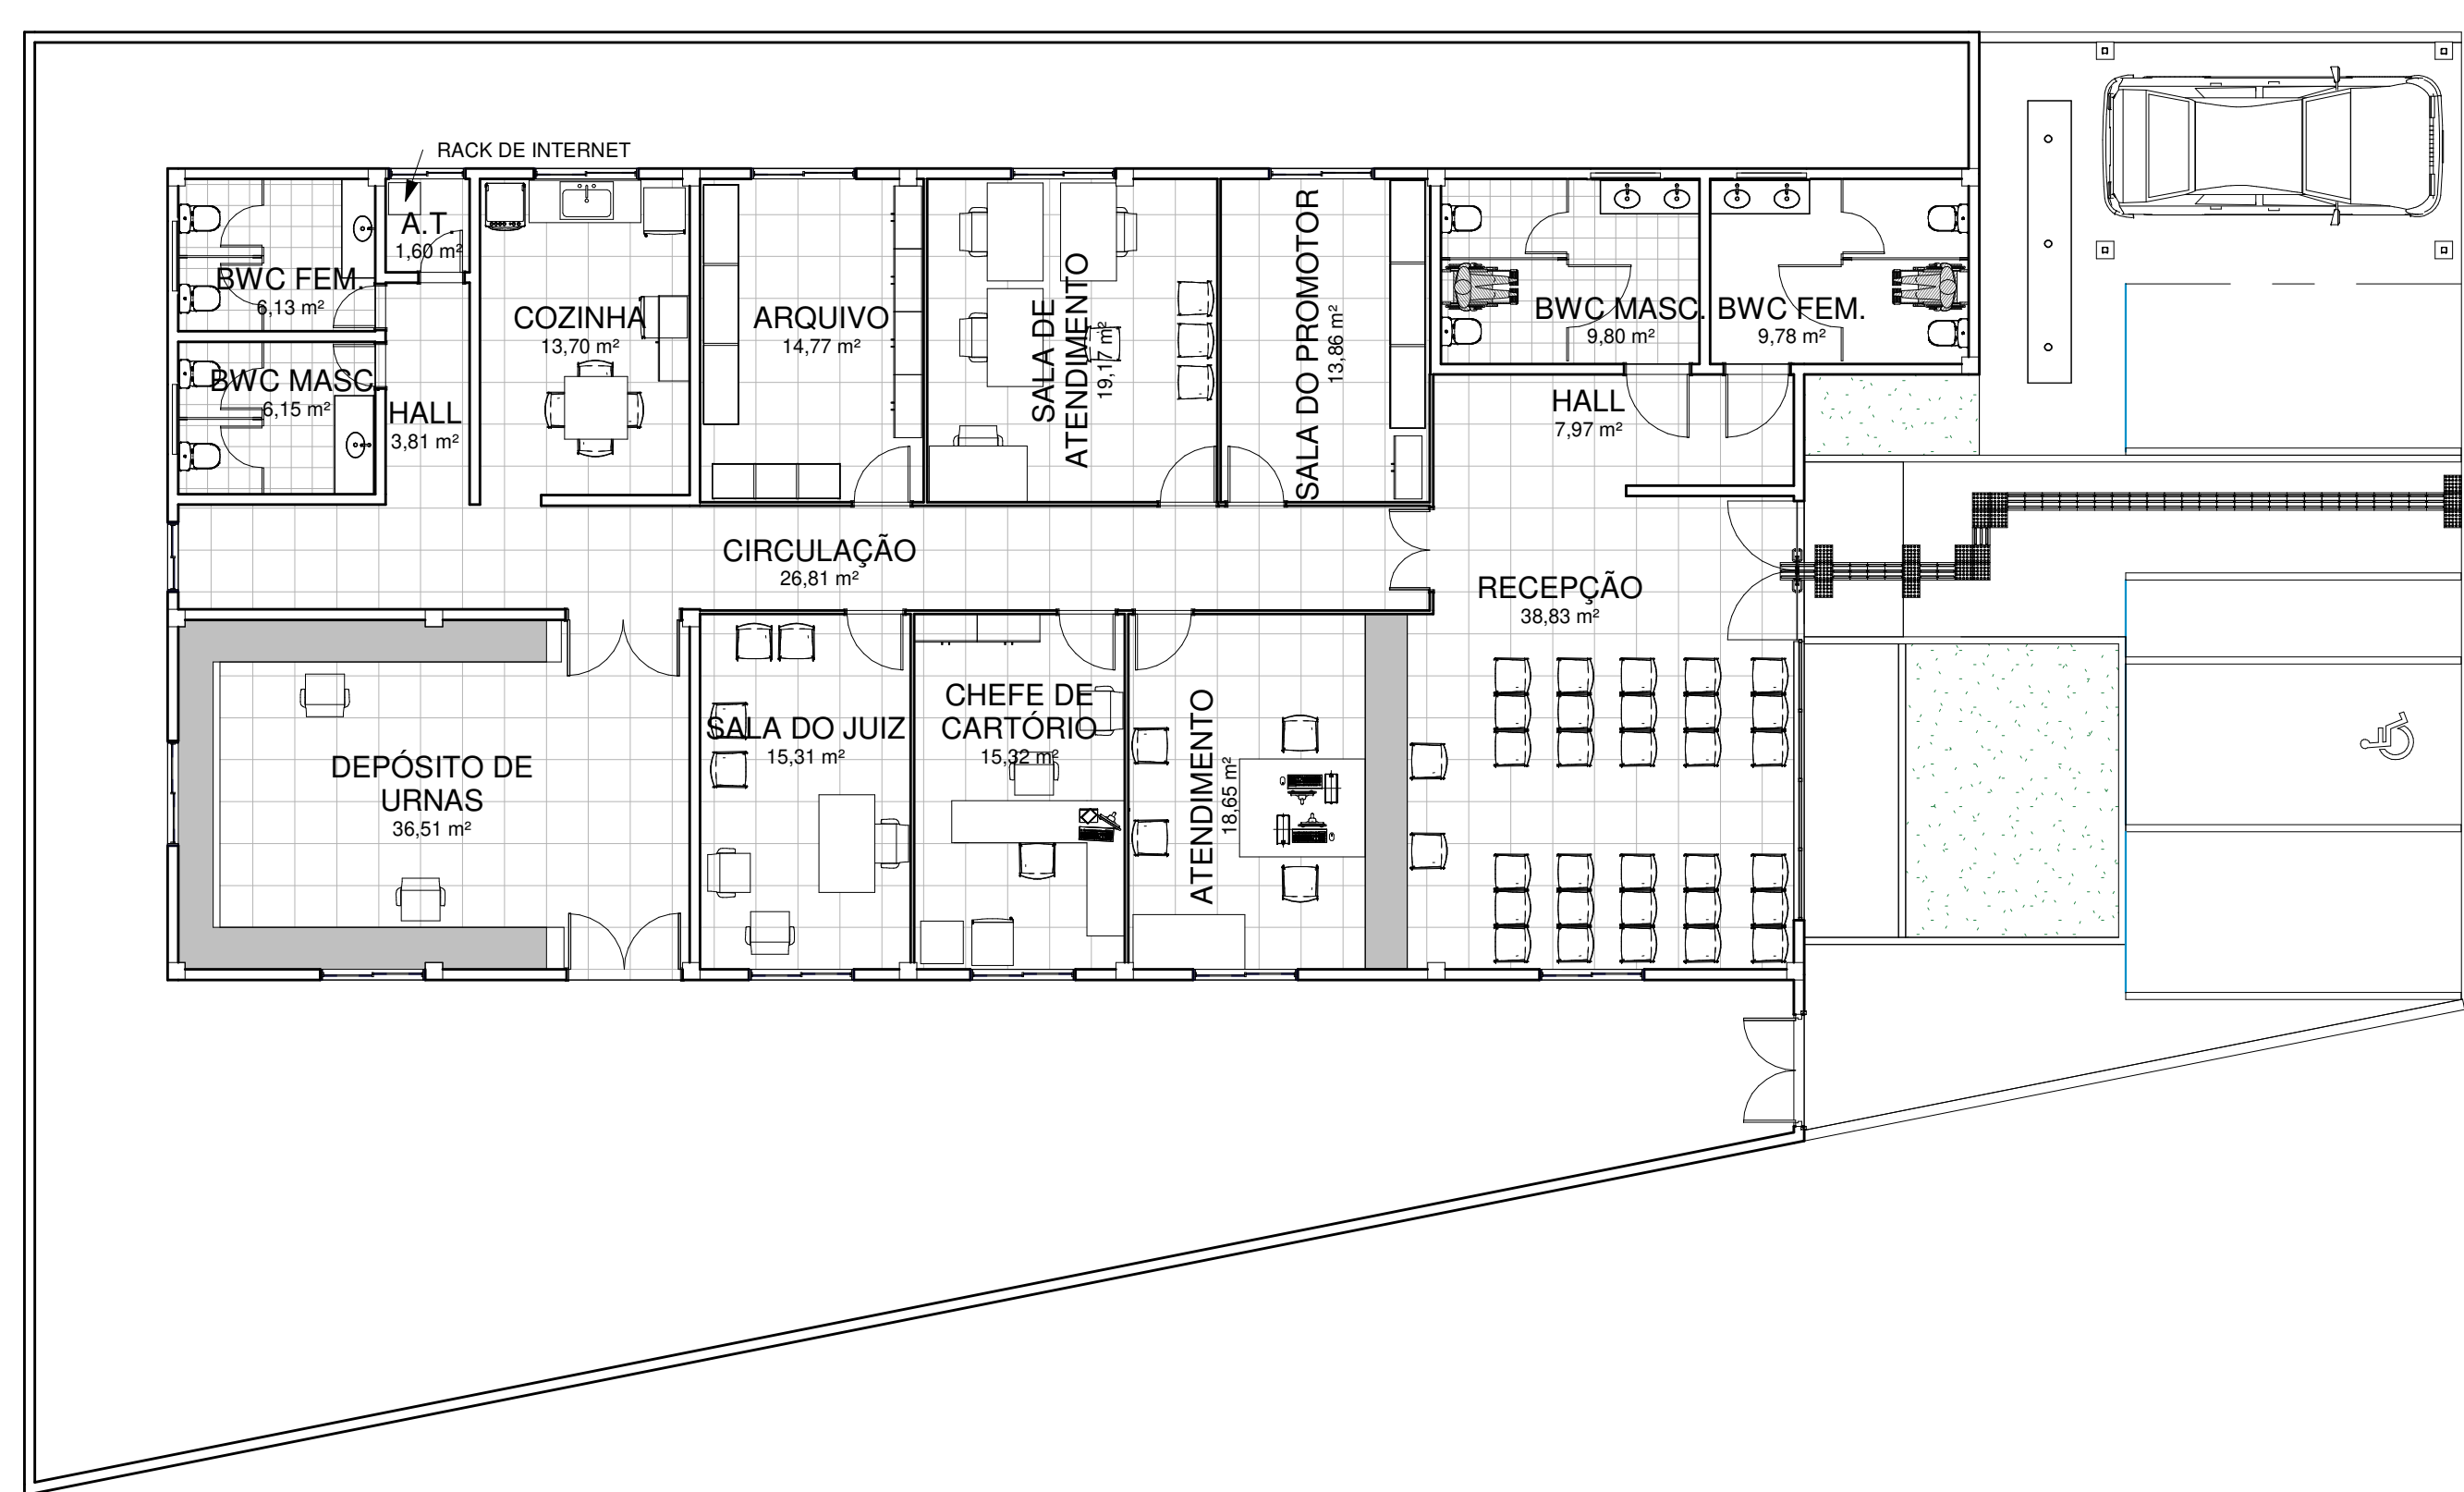 RACK DE INTERNET
A.T.
1,60 m²
BWC FEM.
6,13 m²
BWC MASC.
6,15 m²
HALL
3,81 m²
COZINHA
13,70 m²
ARQUIVO
14,77 m²
SALA DE
ATENDIMENTO
19,17 m²
SALA DO PROMOTOR
13,86 m²
BWC MASC.
9,80 m²
BWC FEM.
9,78 m²
HALL
7,97 m²
CIRCULAÇÃO
26,81 m²
RECEPÇÃO
38,83 m²
DEPÓSITO DE
URNAS
36,51 m²
SALA DO JUIZ
15,31 m²
CHEFE DE
CARTÓRIO
15,32 m²
ATENDIMENTO
18,65 m²